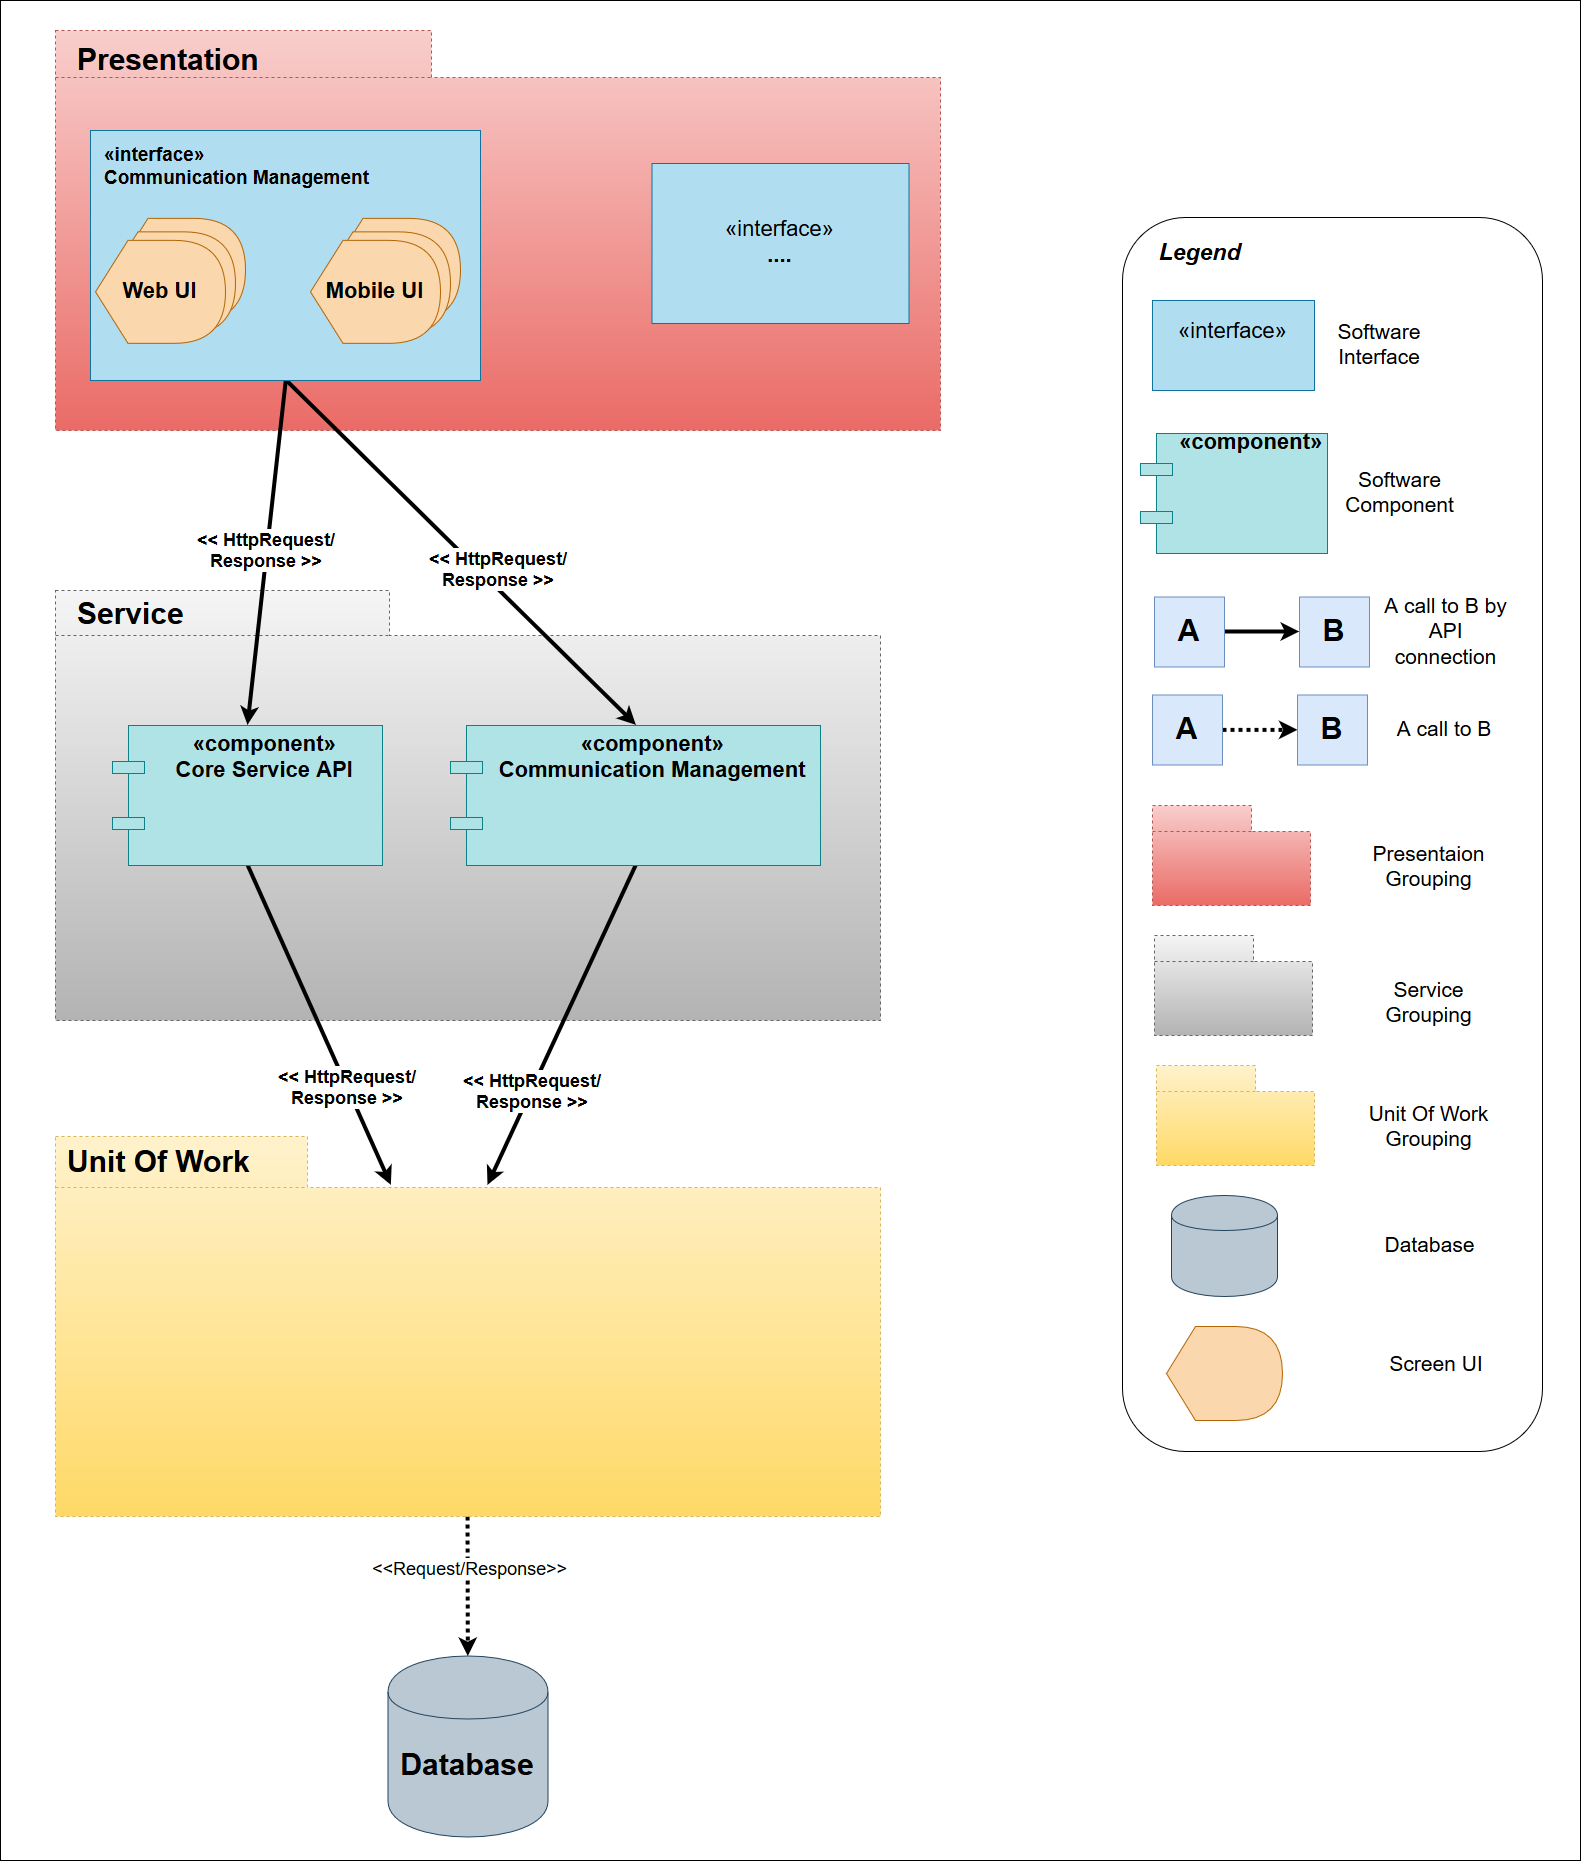 Presentation
«interface»
Communication Management
Web UI
Mobile UI
«interface»
....
<< HttpRequest/
Response >>
<< HttpRequest/
Response >>
Service
«component»
Core Service API
«component»
Communication Management
<< HttpRequest/
Response >>
<< HttpRequest/
Response >>
Unit Of Work
<<Request/Response>>
Database
Legend
«interface»
Software
Interface
«component»
Software
Component
A
B
A call to B by
API
connection
A
B
A call to B
Presentaion
Grouping
Service
Grouping
Unit Of Work
Grouping
Database
Screen UI